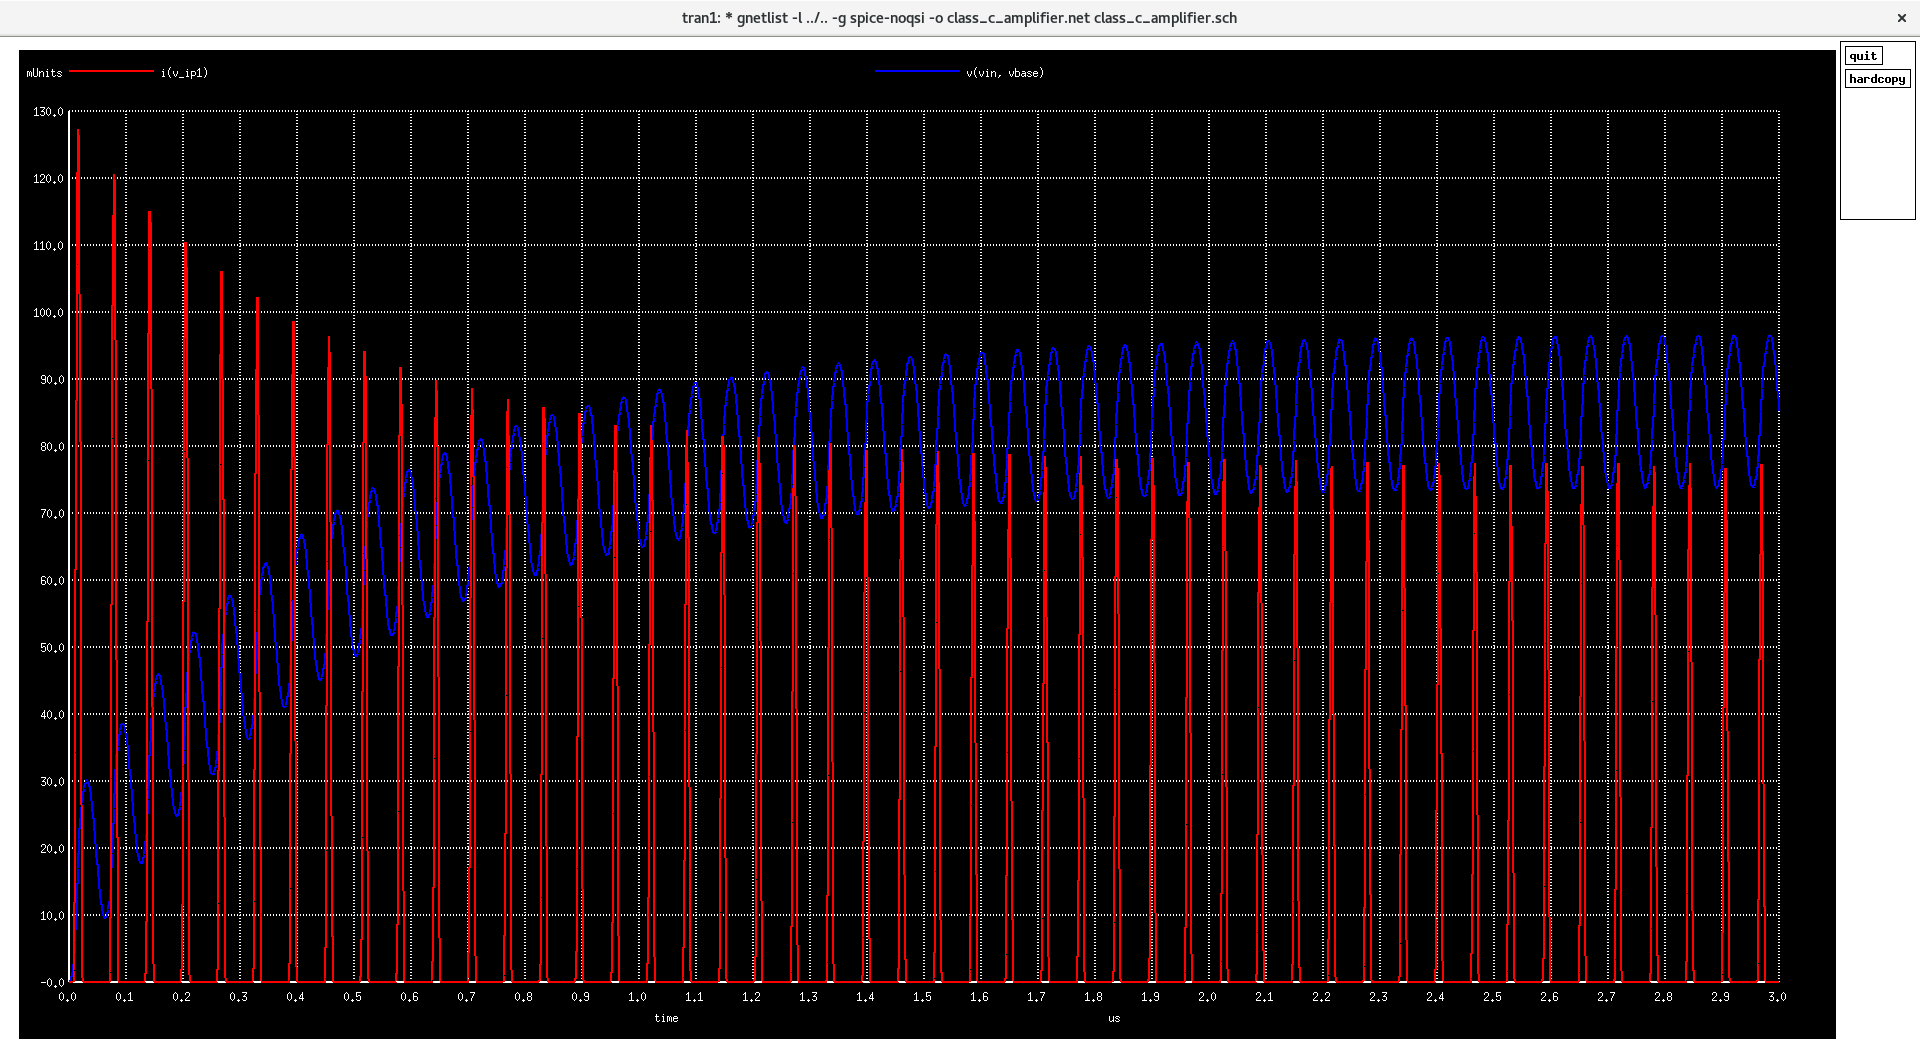 tran1: * gnetlist -l ../.. -g spice-noqsi -o class_c_amplifier.net class_c_amplifier.sch
×
quit
hardcopy
mUnits
i(v_ip1)
v(vin, vbase)
130.0
120.0
110.0
100.0
90.0
80.0
70.0
60.0
50.0
40.0
30.0
20.0
10.0
-0.0
0.0 0.1 0.2 0.3 0.4 0.5 0.6 0.7 0.8 0.9 1.0 1.1 1.2 1.3 1.4 1.5 1.6 1.7 1.8 1.9 2.0 2.1 2.2 2.3 2.4 2.5 2.6 2.7 2.8 2.9 3.0
time us